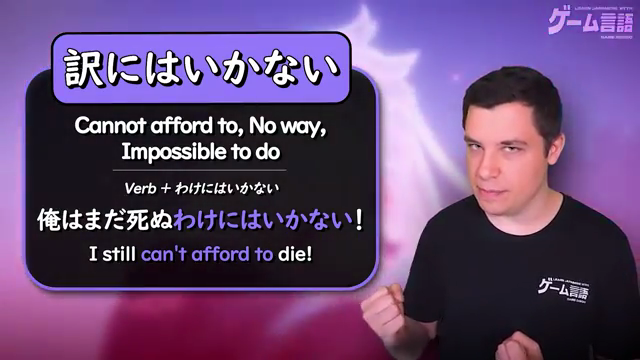 訳にはいかない
Cannot afford to, No way,
Impossible to do
Verb + わけにはいかない
俺はまだ死ぬわけにはいかない!
I still can't afford to die!
ゲーム言語
ゲーム言語